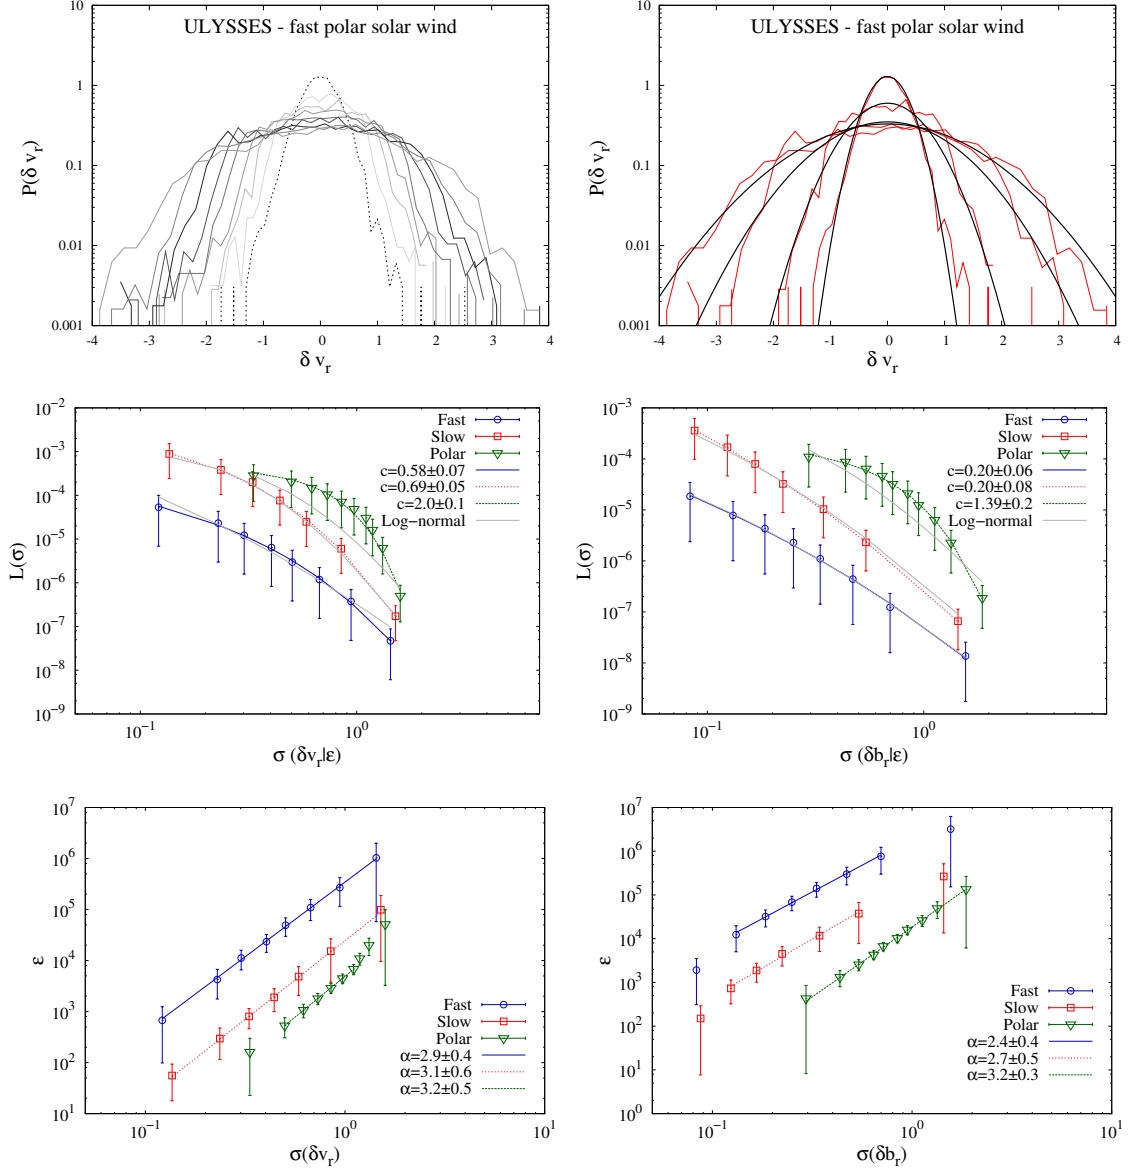 ULYSSES - fast polar solar wind
10
1
0.1
0.01
0.001
P(δ v_r)
-4 -3 -2 -1 0 1 2 3 4
δ v_r
ULYSSES - fast polar solar wind
10
1
0.1
0.01
0.001
P(δ v_r)
-4 -3 -2 -1 0 1 2 3 4
δ v_r
10^-2
10^-3
10^-4
10^-5
10^-6
10^-7
10^-8
10^-9
L(σ)
Fast
Slow
Polar
c=0.58±0.07
c=0.69±0.05
c=2.0±0.1
Log-normal
10^-1 10^0
σ (δv_r|ε)
10^-3
10^-4
10^-5
10^-6
10^-7
10^-8
10^-9
L(σ)
Fast
Slow
Polar
c=0.20±0.06
c=0.20±0.08
c=1.39±0.2
Log-normal
10^-1 10^0
σ (δb_r|ε)
10^7
10^6
10^5
10^4
10^3
10^2
10^1
ε
Fast
Slow
Polar
α=2.9±0.4
α=3.1±0.6
α=3.2±0.5
10^-1 10^0 10^1
σ(δv_r)
10^7
10^6
10^5
10^4
10^3
10^2
10^1
10^0
ε
Fast
Slow
Polar
α=2.4±0.4
α=2.7±0.5
α=3.2±0.3
10^-1 10^0 10^1
σ(δb_r)